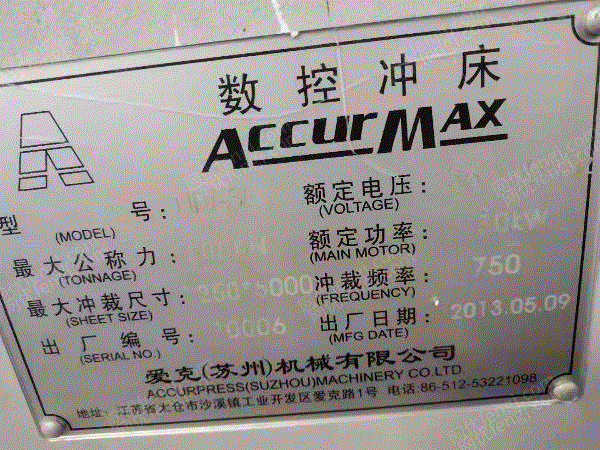 数控冲床
ACCURMAX
型 号:
(MODEL)
最大公称力:
(TONNAGE)
最大冲裁尺寸:
(SHEET SIZE)
出厂编号:
(SERIAL NO.)
额定电压:
(VOLTAGE)
额定功率:
(MAIN MOTOR)
冲裁频率: 750
(FREQUENCY)
出厂日期: 2013.05.09
(MFG DATE)
爱克(苏州)机械有限公司
ACCURPRESS(SUZHOU)MACHINERY CO LTD.
地址: 江苏省太仓市沙溪镇工业开发区爱克路1号 电话:86-512-53221098